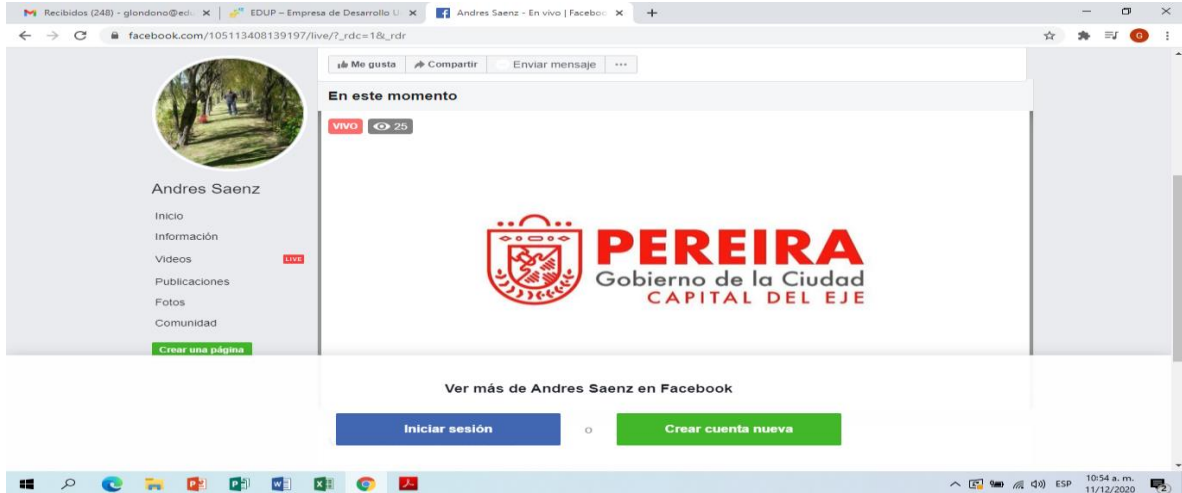 Recibidos (248) - glondono@edu
EDUP – Empresa de Desarrollo U
Andres Saenz - En vivo | Faceboo
facebook.com/105113408139197/live/?_rdc=1&_rdr
G
Me gusta
Compartir
Enviar mensaje
En este momento
VIVO
25
Andres Saenz
Inicio
Información
Videos
LIVE
Publicaciones
Fotos
Comunidad
Crear una página
PEREIRA
Gobierno de la Ciudad
CAPITAL DEL EJE
Ver más de Andres Saenz en Facebook
Iniciar sesión
o
Crear cuenta nueva
ESP
10:54 a. m.
11/12/2020
2